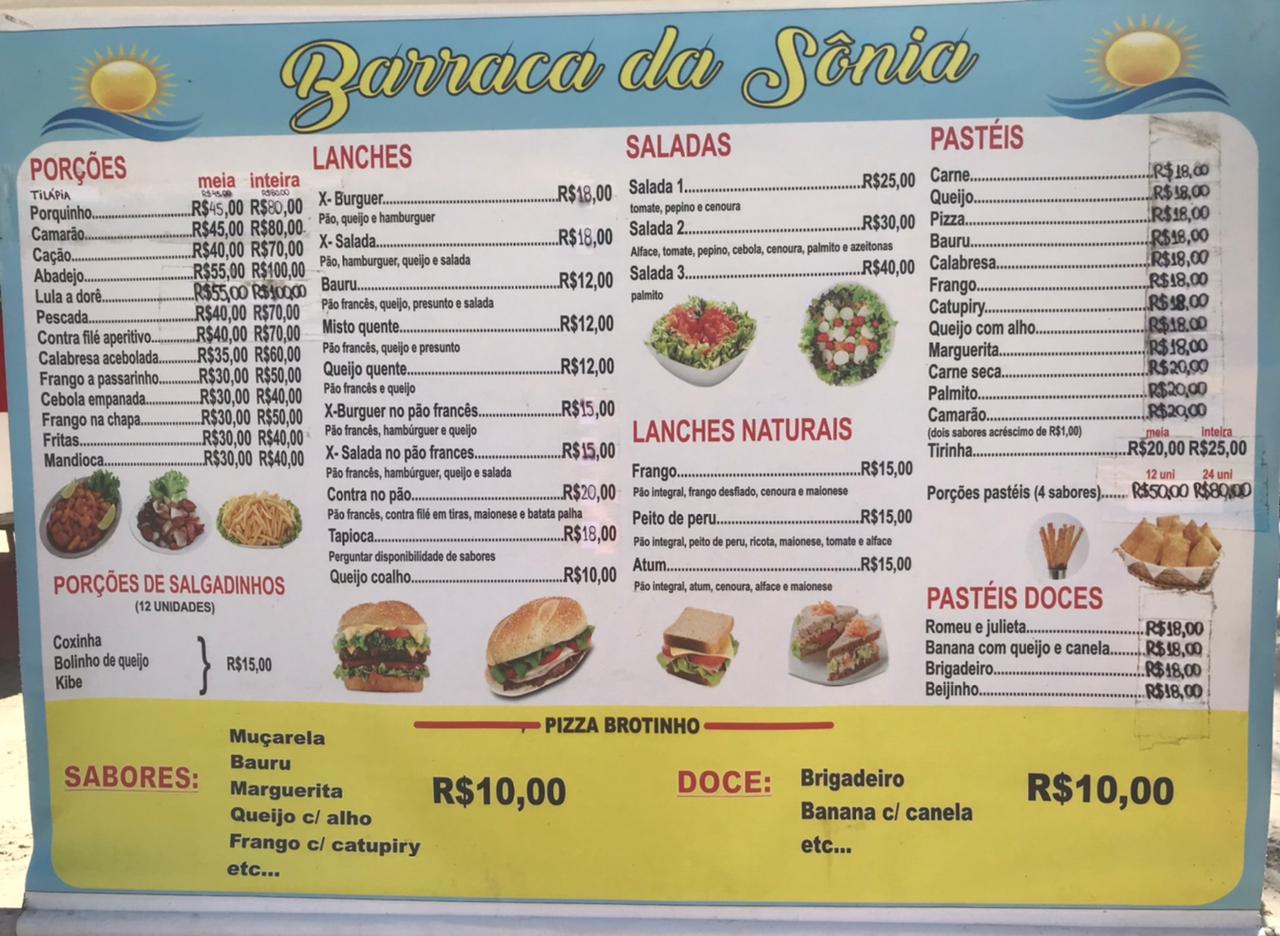 Barraca da Sônia
PORÇÕES
meia inteira
TILÁPIA R$45,00 R$80,00
Porquinho R$45,00 R$80,00
Camarão R$45,00 R$80,00
Cação R$40,00 R$70,00
Abadejo R$55,00 R$100,00
Lula a dorê R$55,00 R$100,00
Pescada R$40,00 R$70,00
Contra filé aperitivo R$40,00 R$70,00
Calabresa acebolada R$35,00 R$60,00
Frango a passarinho R$30,00 R$50,00
Cebola empanada R$30,00 R$40,00
Frango na chapa R$30,00 R$50,00
Fritas R$30,00 R$40,00
Mandioca R$30,00 R$40,00
PORÇÕES DE SALGADINHOS
(12 UNIDADES)
Coxinha
Bolinho de queijo
Kibe
} R$15,00
LANCHES
X- Burguer R$18,00
Pão, queijo e hamburguer
X- Salada R$18,00
Pão, hamburguer, queijo e salada
Bauru R$12,00
Pão francês, queijo, presunto e salada
Misto quente R$12,00
Pão francês, queijo e presunto
Queijo quente R$12,00
Pão francês e queijo
X-Burguer no pão francês R$15,00
Pão francês, hambúrguer e queijo
X- Salada no pão frances R$15,00
Pão francês, hambúrguer, queijo e salada
Contra no pão R$20,00
Pão francês, contra filé em tiras, maionese e batata palha
Tapioca R$18,00
Perguntar disponibilidade de sabores
Queijo coalho R$10,00
SALADAS
Salada 1 R$25,00
tomate, pepino e cenoura
Salada 2 R$30,00
Alface, tomate, pepino, cebola, cenoura, palmito e azeitonas
Salada 3 R$40,00
palmito
LANCHES NATURAIS
Frango R$15,00
Pão integral, frango desfiado, cenoura e maionese
Peito de peru R$15,00
Pão integral, peito de peru, ricota, maionese, tomate e alface
Atum R$15,00
Pão integral, atum, cenoura, alface e maionese
PASTÉIS
Carne R$18,00
Queijo R$18,00
Pizza R$18,00
Bauru R$18,00
Calabresa R$18,00
Frango R$18,00
Catupiry R$18,00
Queijo com alho R$18,00
Marguerita R$18,00
Carne seca R$20,00
Palmito R$20,00
Camarão R$20,00
(dois sabores acréscimo de R$1,00)
meia inteira
Tirinha R$20,00 R$25,00
12 uni 24 uni
Porções pastéis (4 sabores) R$50,00 R$80,00
PASTÉIS DOCES
Romeu e julieta R$18,00
Banana com queijo e canela R$18,00
Brigadeiro R$18,00
Beijinho R$18,00
PIZZA BROTINHO
SABORES:
Muçarela
Bauru
Marguerita
Queijo c/ alho
Frango c/ catupiry
etc...
R$10,00
DOCE:
Brigadeiro
Banana c/ canela
etc...
R$10,00